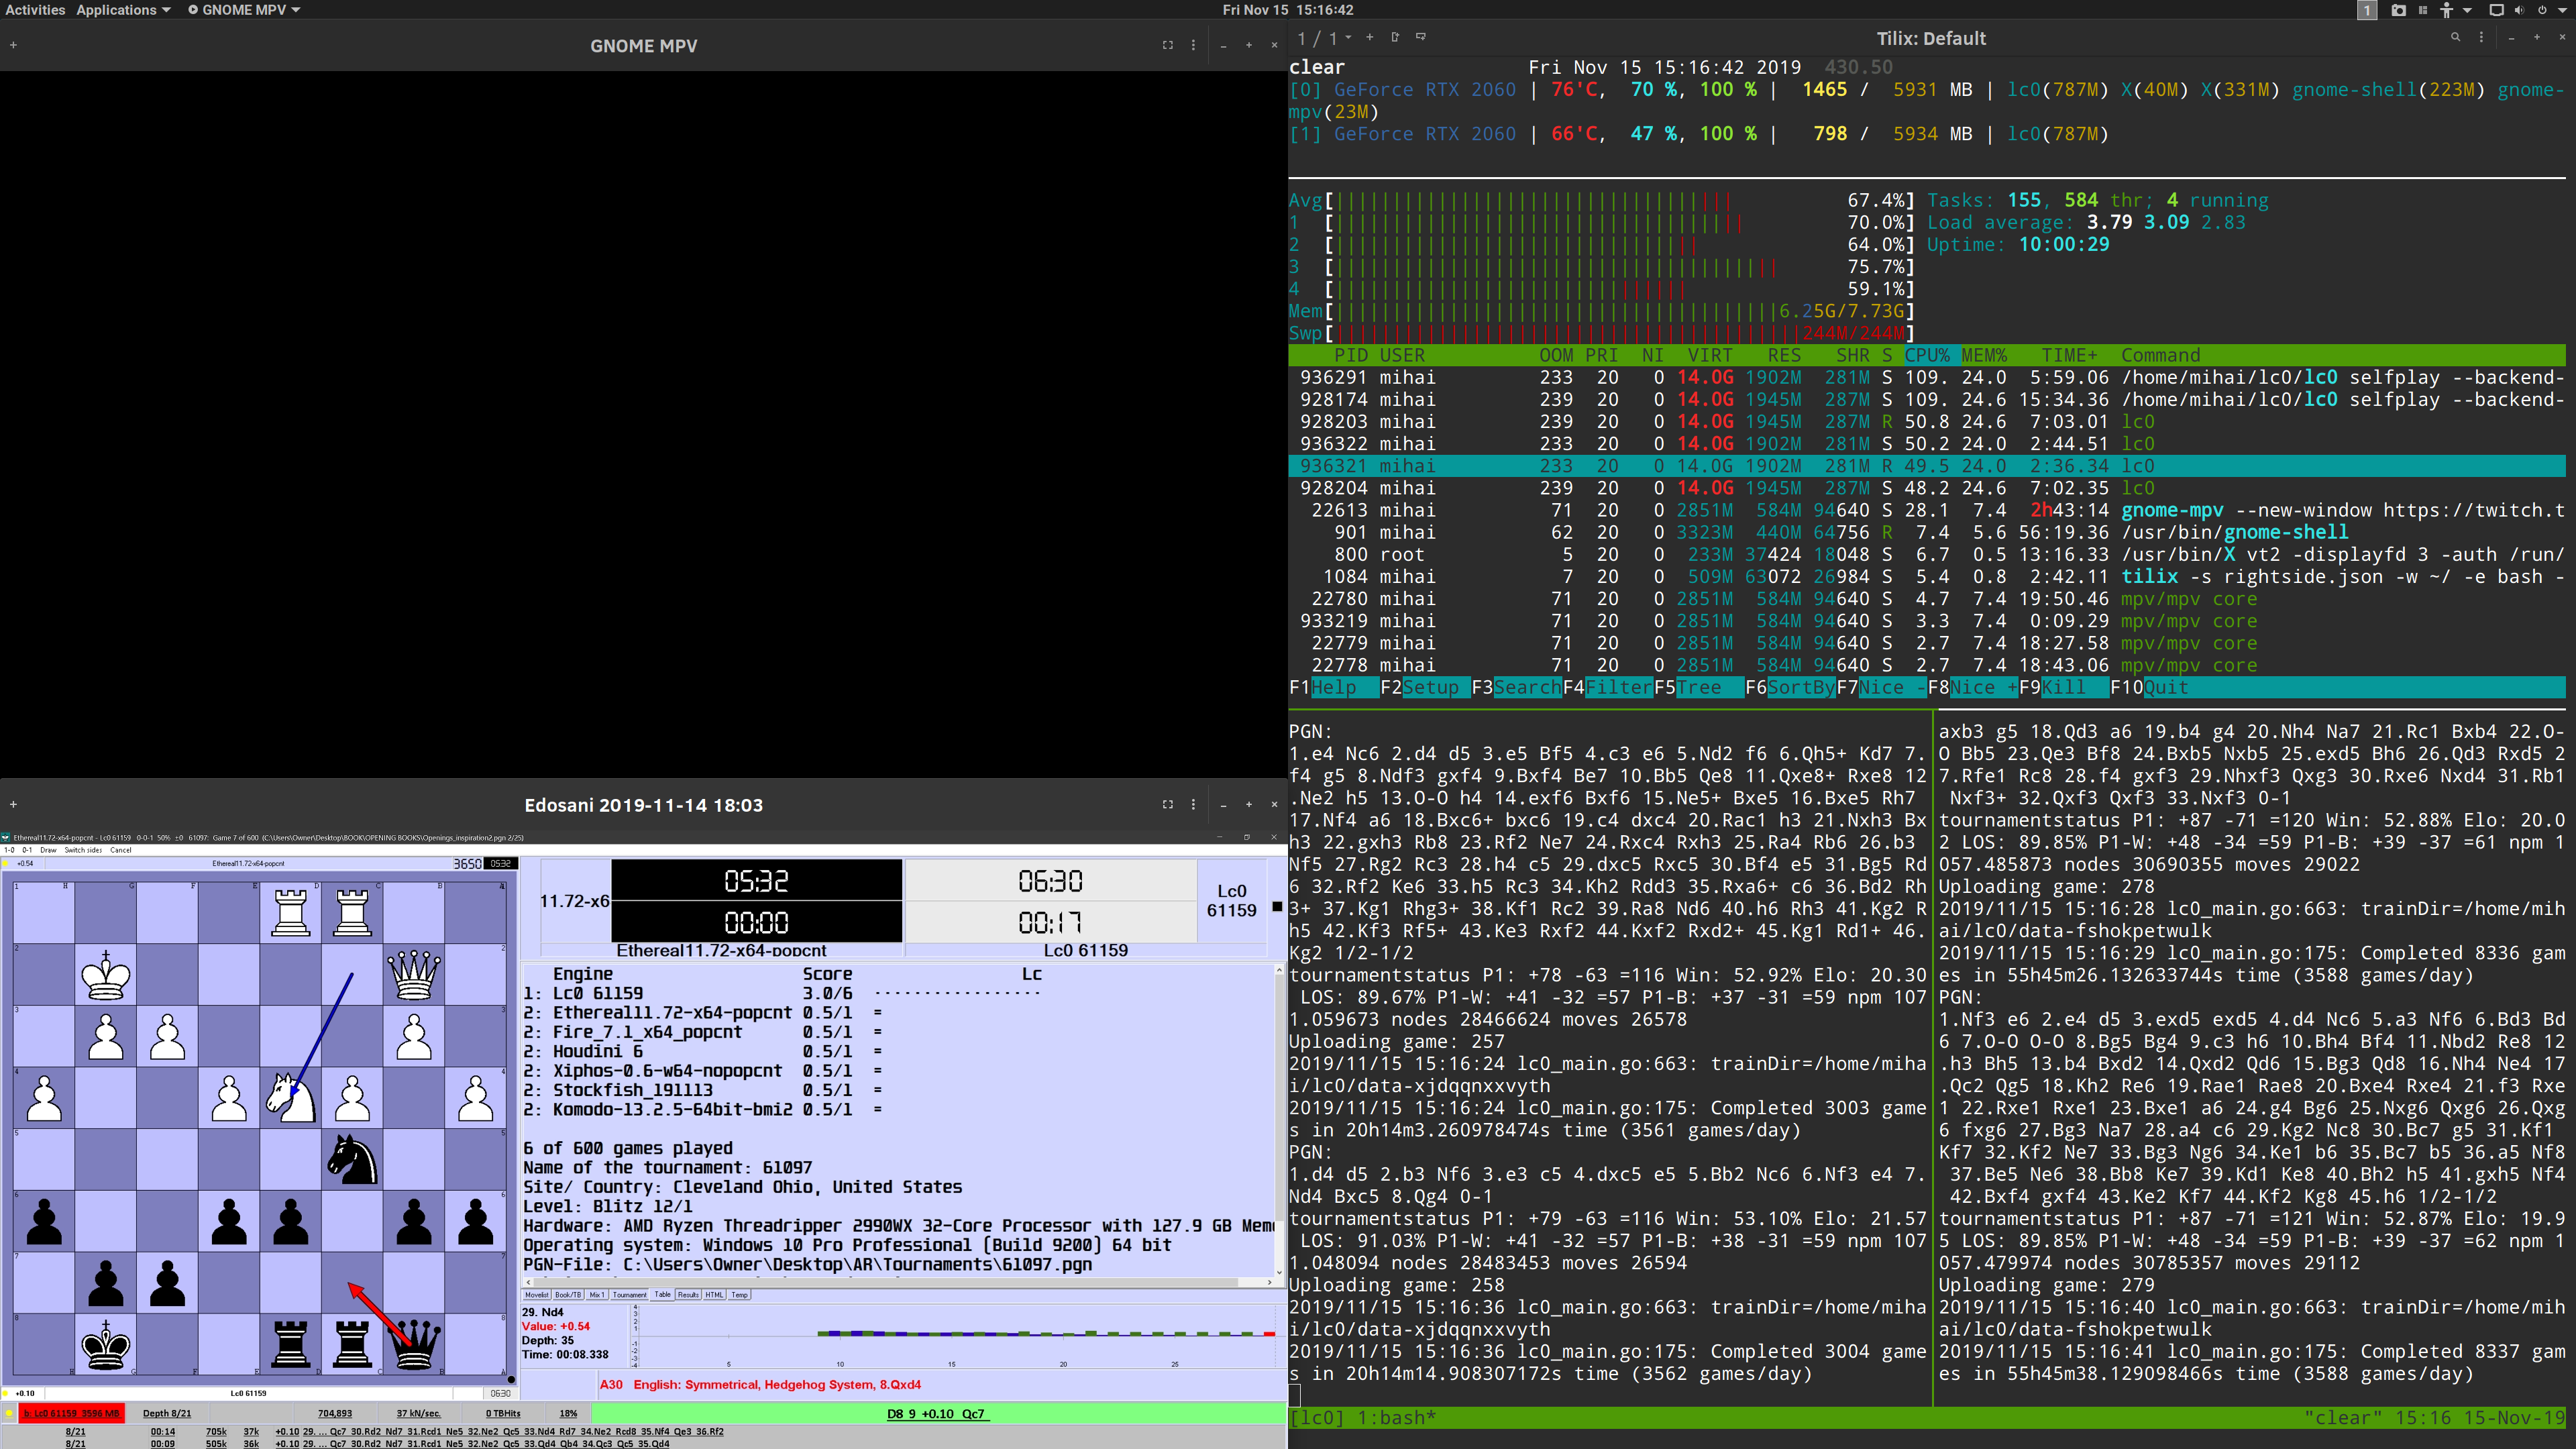 Activities Applications GNOME MPV Fri Nov 15 15:16:42 1
GNOME MPV
1 / 1 Tilix: Default
clear Fri Nov 15 15:16:42 2019 430.50
[0] GeForce RTX 2060 | 76'C, 70 %, 100 % | 1465 / 5931 MB | lc0(787M) X(40M) X(331M) gnome-shell(223M) gnome-
mpv(23M)
[1] GeForce RTX 2060 | 66'C, 47 %, 100 % | 798 / 5934 MB | lc0(787M)
Avg[ 67.4%] Tasks: 155, 584 thr; 4 running
1 [ 70.0%] Load average: 3.79 3.09 2.83
2 [ 64.0%] Uptime: 10:00:29
3 [ 75.7%]
4 [ 59.1%]
Mem[ 6.25G/7.73G]
Swp[ 244M/244M]
PID USER OOM PRI NI VIRT RES SHR S CPU% MEM% TIME+ Command
936291 mihai 233 20 0 14.0G 1902M 281M S 109. 24.0 5:59.06 /home/mihai/lc0/lc0 selfplay --backend-
928174 mihai 239 20 0 14.0G 1945M 287M S 109. 24.6 15:34.36 /home/mihai/lc0/lc0 selfplay --backend-
928203 mihai 239 20 0 14.0G 1945M 287M R 50.8 24.6 7:03.01 lc0
936322 mihai 233 20 0 14.0G 1902M 281M S 50.2 24.0 2:44.51 lc0
936321 mihai 233 20 0 14.0G 1902M 281M R 49.5 24.0 2:36.34 lc0
928204 mihai 239 20 0 14.0G 1945M 287M S 48.2 24.6 7:02.35 lc0
22613 mihai 71 20 0 2851M 584M 94640 S 28.1 7.4 2h43:14 gnome-mpv --new-window https://twitch.t
901 mihai 62 20 0 3323M 440M 64756 R 7.4 5.6 56:19.36 /usr/bin/gnome-shell
800 root 5 20 0 233M 37424 18048 S 6.7 0.5 13:16.33 /usr/bin/X vt2 -displayfd 3 -auth /run/
1084 mihai 7 20 0 509M 63072 26984 S 5.4 0.8 2:42.11 tilix -s rightside.json -w ~/ -e bash -
22780 mihai 71 20 0 2851M 584M 94640 S 4.7 7.4 19:50.46 mpv/mpv core
933219 mihai 71 20 0 2851M 584M 94640 S 3.3 7.4 0:09.29 mpv/mpv core
22779 mihai 71 20 0 2851M 584M 94640 S 2.7 7.4 18:27.58 mpv/mpv core
22778 mihai 71 20 0 2851M 584M 94640 S 2.7 7.4 18:43.06 mpv/mpv core
F1Help F2Setup F3SearchF4FilterF5Tree F6SortByF7Nice -F8Nice +F9Kill F10Quit
PGN:
1.e4 Nc6 2.d4 d5 3.e5 Bf5 4.c3 e6 5.Nd2 f6 6.Qh5+ Kd7 7.
f4 g5 8.Ndf3 gxf4 9.Bxf4 Be7 10.Bb5 Qe8 11.Qxe8+ Rxe8 12
.Ne2 h5 13.O-O h4 14.exf6 Bxf6 15.Ne5+ Bxe5 16.Bxe5 Rh7
17.Nf4 a6 18.Bxc6+ bxc6 19.c4 dxc4 20.Rac1 h3 21.Nxh3 Bx
h3 22.gxh3 Rb8 23.Rf2 Ne7 24.Rxc4 Rxh3 25.Ra4 Rb6 26.b3
Nf5 27.Rg2 Rc3 28.h4 c5 29.dxc5 Rxc5 30.Bf4 e5 31.Bg5 Rd
6 32.Rf2 Ke6 33.h5 Rc3 34.Kh2 Rdd3 35.Rxa6+ c6 36.Bd2 Rh
3+ 37.Kg1 Rhg3+ 38.Kf1 Rc2 39.Ra8 Nd6 40.h6 Rh3 41.Kg2 R
h5 42.Kf3 Rf5+ 43.Ke3 Rxf2 44.Kxf2 Rxd2+ 45.Kg1 Rd1+ 46.
Kg2 1/2-1/2
tournamentstatus P1: +78 -63 =116 Win: 52.92% Elo: 20.30
LOS: 89.67% P1-W: +41 -32 =57 P1-B: +37 -31 =59 npm 107
1.059673 nodes 28466624 moves 26578
Uploading game: 257
2019/11/15 15:16:24 lc0_main.go:663: trainDir=/home/miha
i/lc0/data-xjdqqnxxvyth
2019/11/15 15:16:24 lc0_main.go:175: Completed 3003 game
s in 20h14m3.260978474s time (3561 games/day)
PGN:
1.d4 d5 2.b3 Nf6 3.e3 c5 4.dxc5 e5 5.Bb2 Nc6 6.Nf3 e4 7.
Nd4 Bxc5 8.Qg4 0-1
tournamentstatus P1: +79 -63 =116 Win: 53.10% Elo: 21.57
LOS: 91.03% P1-W: +41 -32 =57 P1-B: +38 -31 =59 npm 107
1.048094 nodes 28483453 moves 26594
Uploading game: 258
2019/11/15 15:16:36 lc0_main.go:663: trainDir=/home/miha
i/lc0/data-xjdqqnxxvyth
2019/11/15 15:16:36 lc0_main.go:175: Completed 3004 game
s in 20h14m14.908307172s time (3562 games/day)
axb3 g5 18.Qd3 a6 19.b4 g4 20.Nh4 Na7 21.Rc1 Bxb4 22.O-
O Bb5 23.Qe3 Bf8 24.Bxb5 Nxb5 25.exd5 Bh6 26.Qd3 Rxd5 2
7.Rfe1 Rc8 28.f4 gxf3 29.Nhxf3 Qxg3 30.Rxe6 Nxd4 31.Rb1
Nxf3+ 32.Qxf3 Qxf3 33.Nxf3 0-1
tournamentstatus P1: +87 -71 =120 Win: 52.88% Elo: 20.0
2 LOS: 89.85% P1-W: +48 -34 =59 P1-B: +39 -37 =61 npm 1
057.485873 nodes 30690355 moves 29022
Uploading game: 278
2019/11/15 15:16:28 lc0_main.go:663: trainDir=/home/mih
ai/lc0/data-fshokpetwulk
2019/11/15 15:16:29 lc0_main.go:175: Completed 8336 gam
es in 55h45m26.132633744s time (3588 games/day)
PGN:
1.Nf3 e6 2.e4 d5 3.exd5 exd5 4.d4 Nc6 5.a3 Nf6 6.Bd3 Bd
6 7.O-O O-O 8.Bg5 Bg4 9.c3 h6 10.Bh4 Bf4 11.Nbd2 Re8 12
.h3 Bh5 13.b4 Bxd2 14.Qxd2 Qd6 15.Bg3 Qd8 16.Nh4 Ne4 17
.Qc2 Qg5 18.Kh2 Re6 19.Rae1 Rae8 20.Bxe4 Rxe4 21.f3 Rxe
1 22.Rxe1 Rxe1 23.Bxe1 a6 24.g4 Bg6 25.Nxg6 Qxg6 26.Qxg
6 fxg6 27.Bg3 Na7 28.a4 c6 29.Kg2 Nc8 30.Bc7 g5 31.Kf1
Kf7 32.Kf2 Ne7 33.Bg3 Ng6 34.Ke1 b6 35.Bc7 b5 36.a5 Nf8
37.Be5 Ne6 38.Bb8 Ke7 39.Kd1 Ke8 40.Bh2 h5 41.gxh5 Nf4
42.Bxf4 gxf4 43.Ke2 Kf7 44.Kf2 Kg8 45.h6 1/2-1/2
tournamentstatus P1: +87 -71 =121 Win: 52.87% Elo: 19.9
5 LOS: 89.85% P1-W: +48 -34 =59 P1-B: +39 -37 =62 npm 1
057.479974 nodes 30785357 moves 29112
Uploading game: 279
2019/11/15 15:16:40 lc0_main.go:663: trainDir=/home/mih
ai/lc0/data-fshokpetwulk
2019/11/15 15:16:41 lc0_main.go:175: Completed 8337 gam
es in 55h45m38.129098466s time (3588 games/day)
[lc0] 1:bash* "clear" 15:16 15-Nov-19
Edosani 2019-11-14 18:03
Ethereal11.72-x64-popcnt - Lc0 61159 0-0-1 50% ±0 61097: Game 7 of 600 (C:\Users\Owner\Desktop\BOOK\OPENING BOOKS\Openings_inspiration2.pgn 2/25)
1-0 0-1 Draw Switch sides Cancel
+0.54 Ethereal11.72-x64-popcnt 3650 05:32
11.72-x6 05:32 06:30 Lc0
00:00 00:17 61159
Ethereal11.72-x64-popcnt Lc0 61159
Engine Score Lc
1: Lc0 61159 3.0/6 - - - - - - - - - - - - - - - - -
2: Ethereal11.72-x64-popcnt 0.5/1 =
2: Fire_7.1_x64_popcnt 0.5/1 =
2: Houdini 6 0.5/1 =
2: Xiphos-0.6-w64-nopopcnt 0.5/1 =
2: Stockfish_191113 0.5/1 =
2: Komodo-13.2.5-64bit-bmi2 0.5/1 =
6 of 600 games played
Name of the tournament: 61097
Site/ Country: Cleveland Ohio, United States
Level: Blitz 12/1
Hardware: AMD Ryzen Threadripper 2990WX 32-Core Processor with 127.9 GB Mem
Operating system: Windows 10 Pro Professional (Build 9200) 64 bit
PGN-File: C:\Users\Owner\Desktop\AR\Tournaments\61097.pgn
Movelist Book/TB Mix 1 Tournament Table Results HTML Temp
29. Nd4
Value: +0.54
Depth: 35
Time: 00:08.338
5 10 15 20 25
A30 English: Symmetrical, Hedgehog System, 8.Qxd4
+0.10 Lc0 61159 06:30
b: Lc0 61159 3596 MB Depth 8/21 704,893 37 kN/sec. 0 TBHits 18% D8 9 +0.10 Qc7
8/21 00:14 705k 37k +0.10 29. ... Qc7 30.Rd2 Nd7 31.Rcd1 Ne5 32.Ne2 Qc5 33.Nd4 Rd7 34.Ne2 Rcd8 35.Nf4 Qe3 36.Rf2
8/21 00:09 505k 36k +0.10 29. ... Qc7 30.Rd2 Nd7 31.Rcd1 Ne5 32.Ne2 Qc5 33.Qd4 Qb4 34.Qc3 Qc5 35.Qd4